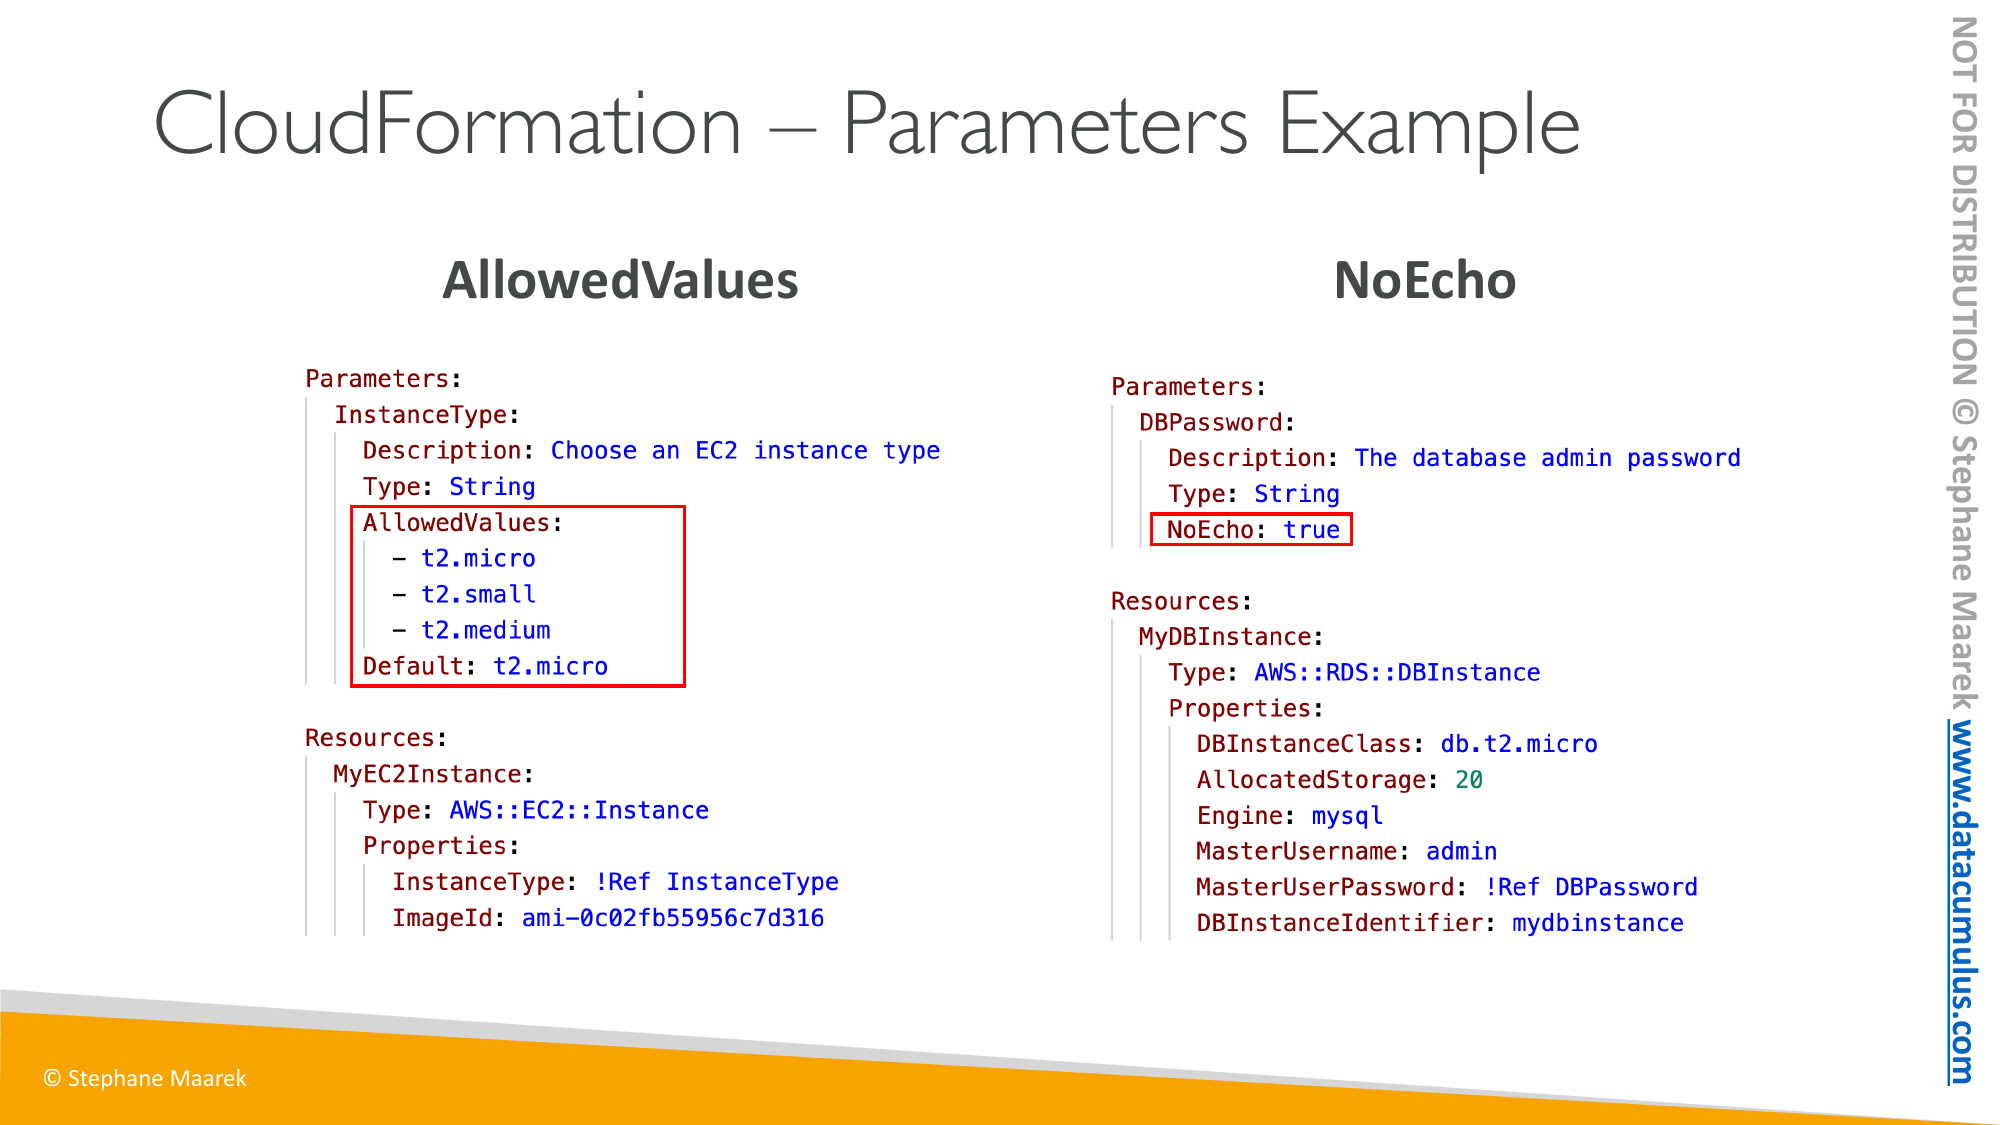 CloudFormation – Parameters Example
AllowedValues
Parameters:
  InstanceType:
    Description: Choose an EC2 instance type
    Type: String
    AllowedValues:
      - t2.micro
      - t2.small
      - t2.medium
    Default: t2.micro
Resources:
  MyEC2Instance:
    Type: AWS::EC2::Instance
    Properties:
      InstanceType: !Ref InstanceType
      ImageId: ami-0c02fb55956c7d316
NoEcho
Parameters:
  DBPassword:
    Description: The database admin password
    Type: String
    NoEcho: true
Resources:
  MyDBInstance:
    Type: AWS::RDS::DBInstance
    Properties:
      DBInstanceClass: db.t2.micro
      AllocatedStorage: 20
      Engine: mysql
      MasterUsername: admin
      MasterUserPassword: !Ref DBPassword
      DBInstanceIdentifier: mydbinstance
© Stephane Maarek
NOT FOR DISTRIBUTION © Stephane Maarek www.datacumulus.com